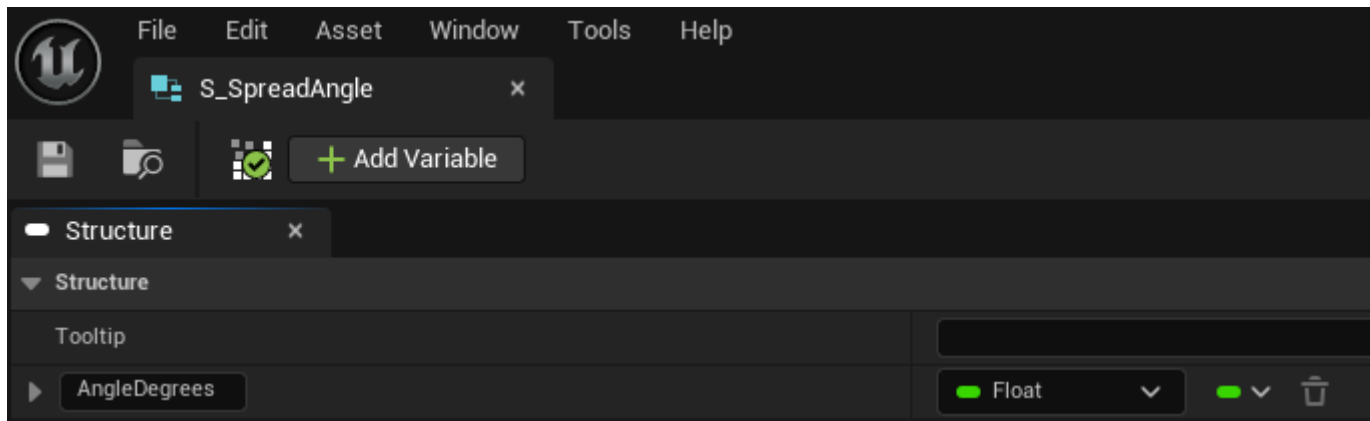 File Edit Asset Window Tools Help
S_SpreadAngle
Add Variable
Structure
Structure
Tooltip
AngleDegrees Float